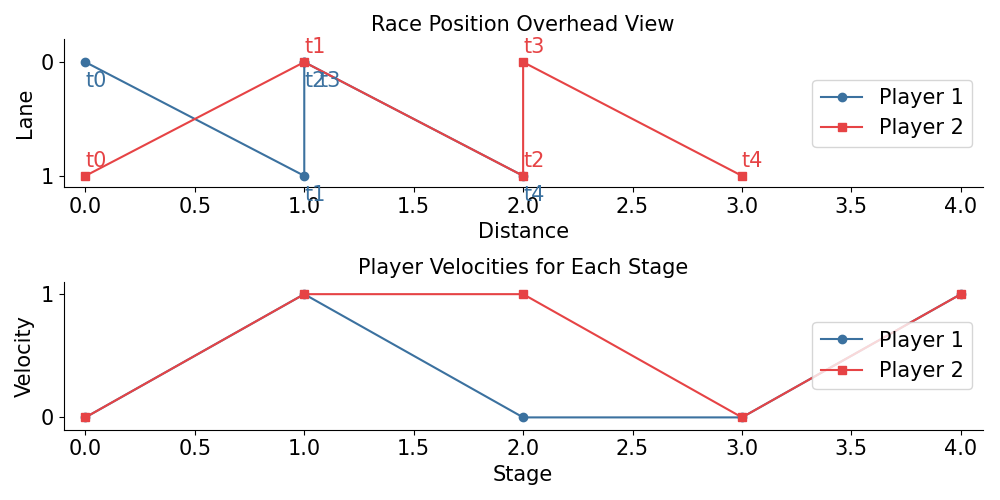 Race Position Overhead View
t1
t3
0
t0
t2
t3
Player 1
Player 2
Lane
t0
t2
t4
1
t1
t4
0.0 0.5 1.0 1.5 2.0 2.5 3.0 3.5 4.0
Distance
Player Velocities for Each Stage
1
Player 1
Player 2
Velocity
0
0.0 0.5 1.0 1.5 2.0 2.5 3.0 3.5 4.0
Stage